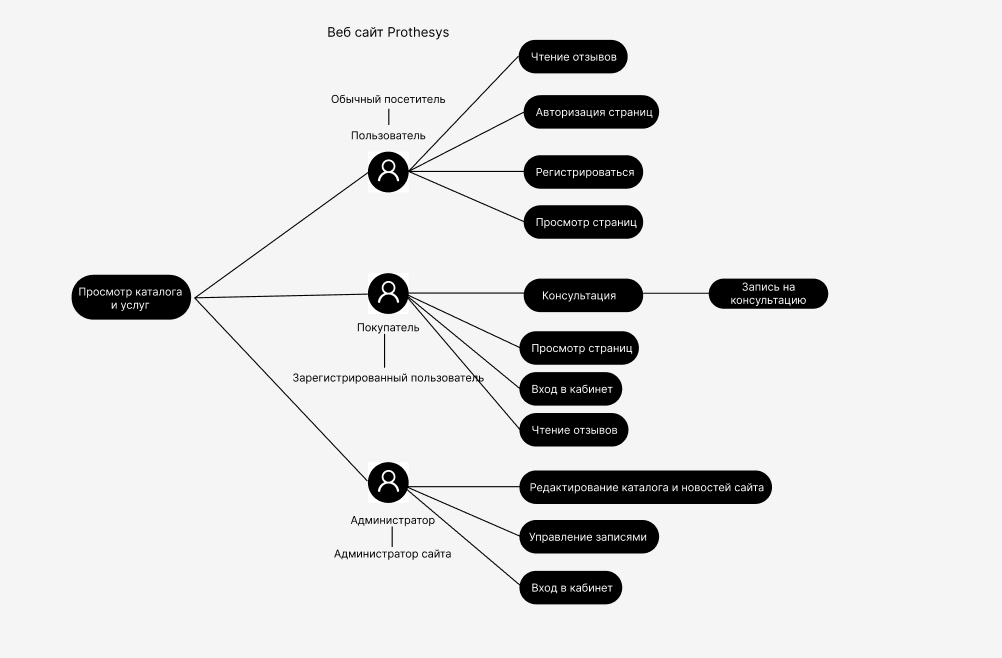 Веб сайт Prothesys
Чтение отзывов
Обычный посетитель
Авторизация страниц
Пользователь
Регистрироваться
Просмотр страниц
Просмотр каталога
и услуг
Консультация
Запись на
консультацию
Покупатель
Просмотр страниц
Зарегистрированный пользователь
Вход в кабинет
Чтение отзывов
Редактирование каталога и новостей сайта
Администратор
Управление записями
Администратор сайта
Вход в кабинет